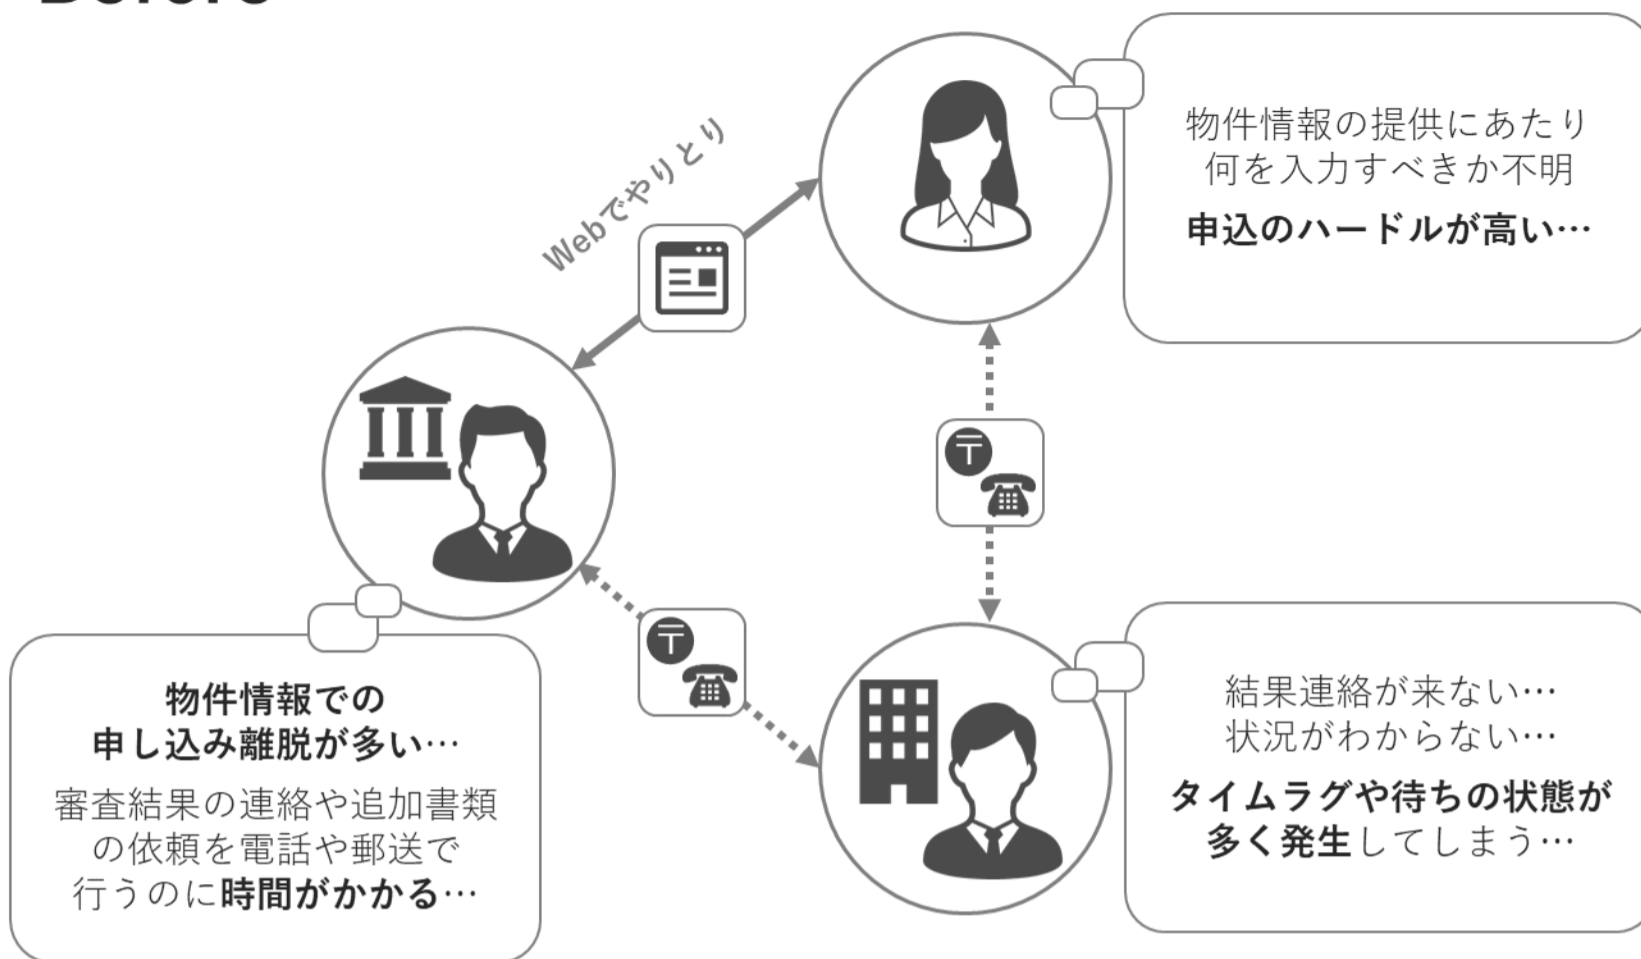 Before
Webでやりとり
物件情報の提供にあたり
何を入力すべきか不明
申込のハードルが高い…
物件情報での
申し込み離脱が多い…
審査結果の連絡や追加書類
の依頼を電話や郵送で
行うのに時間がかかる…
結果連絡が来ない…
状況がわからない…
タイムラグや待ちの状態が
多く発生してしまう…